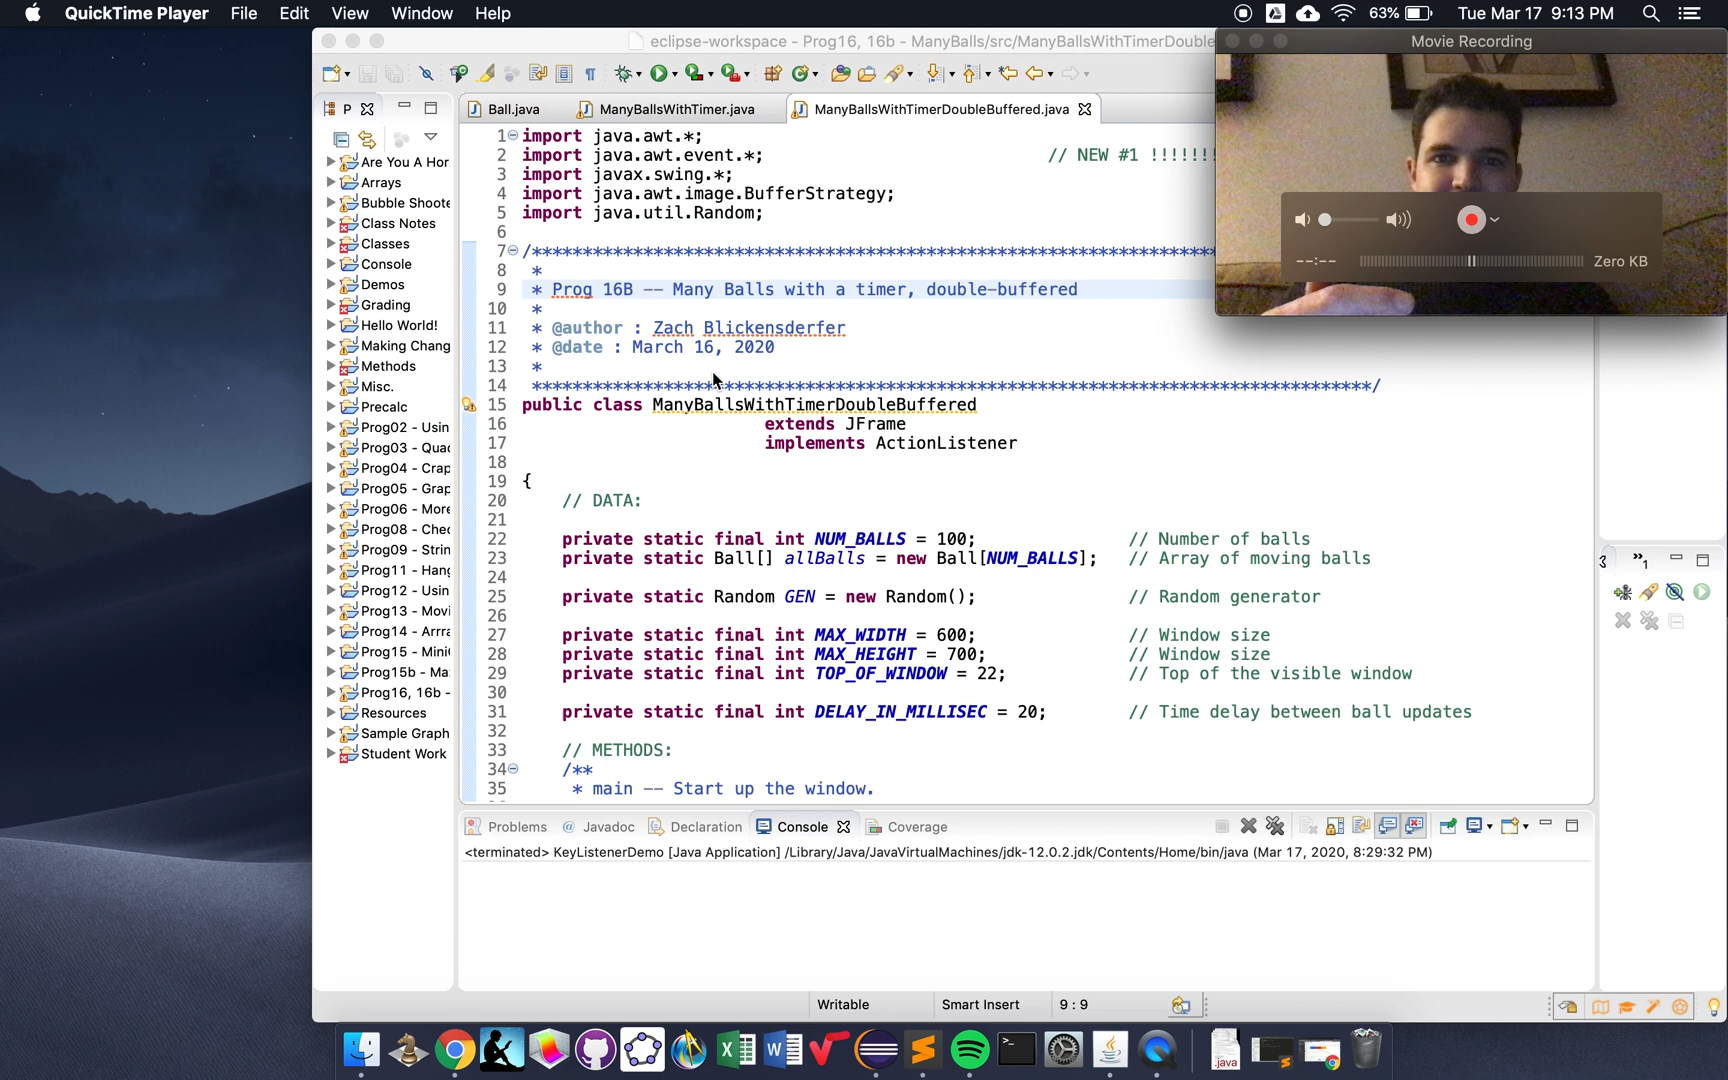 QuickTime Player File Edit View Window Help
63% Tue Mar 17 9:13 PM
eclipse-workspace - Prog16, 16b - ManyBalls/src/ManyBallsWithTimerDouble
Movie Recording
--:-- Zero KB
P
Ball.java ManyBallsWithTimer.java ManyBallsWithTimerDoubleBuffered.java
Are You A Hor
Arrays
Bubble Shoote
Class Notes
Classes
Console
Demos
Grading
Hello World!
Making Chang
Methods
Misc.
Precalc
Prog02 - Usin
Prog03 - Quad
Prog04 - Crap
Prog05 - Grap
Prog06 - More
Prog08 - Chec
Prog09 - Strin
Prog11 - Hang
Prog12 - Usin
Prog13 - Movi
Prog14 - Arrra
Prog15 - Mini
Prog15b - Ma
Prog16, 16b -
Resources
Sample Graph
Student Work
1 import java.awt.*;
2 import java.awt.event.*; // NEW #1 !!!!!!!
3 import javax.swing.*;
4 import java.awt.image.BufferStrategy;
5 import java.util.Random;
6
7 /********************************************************************
8 *
9 * Prog 16B -- Many Balls with a timer, double-buffered
10 *
11 * @author : Zach Blickensderfer
12 * @date : March 16, 2020
13 *
14 ***********************************************************************************/
15 public class ManyBallsWithTimerDoubleBuffered
16 extends JFrame
17 implements ActionListener
18
19 {
20 // DATA:
21
22 private static final int NUM_BALLS = 100; // Number of balls
23 private static Ball[] allBalls = new Ball[NUM_BALLS]; // Array of moving balls
24
25 private static Random GEN = new Random(); // Random generator
26
27 private static final int MAX_WIDTH = 600; // Window size
28 private static final int MAX_HEIGHT = 700; // Window size
29 private static final int TOP_OF_WINDOW = 22; // Top of the visible window
30
31 private static final int DELAY_IN_MILLISEC = 20; // Time delay between ball updates
32
33 // METHODS:
34 /**
35 * main -- Start up the window.
»1
Problems @ Javadoc Declaration Console Coverage
<terminated> KeyListenerDemo [Java Application] /Library/Java/JavaVirtualMachines/jdk-12.0.2.jdk/Contents/Home/bin/java (Mar 17, 2020, 8:29:32 PM)
Writable Smart Insert 9 : 9